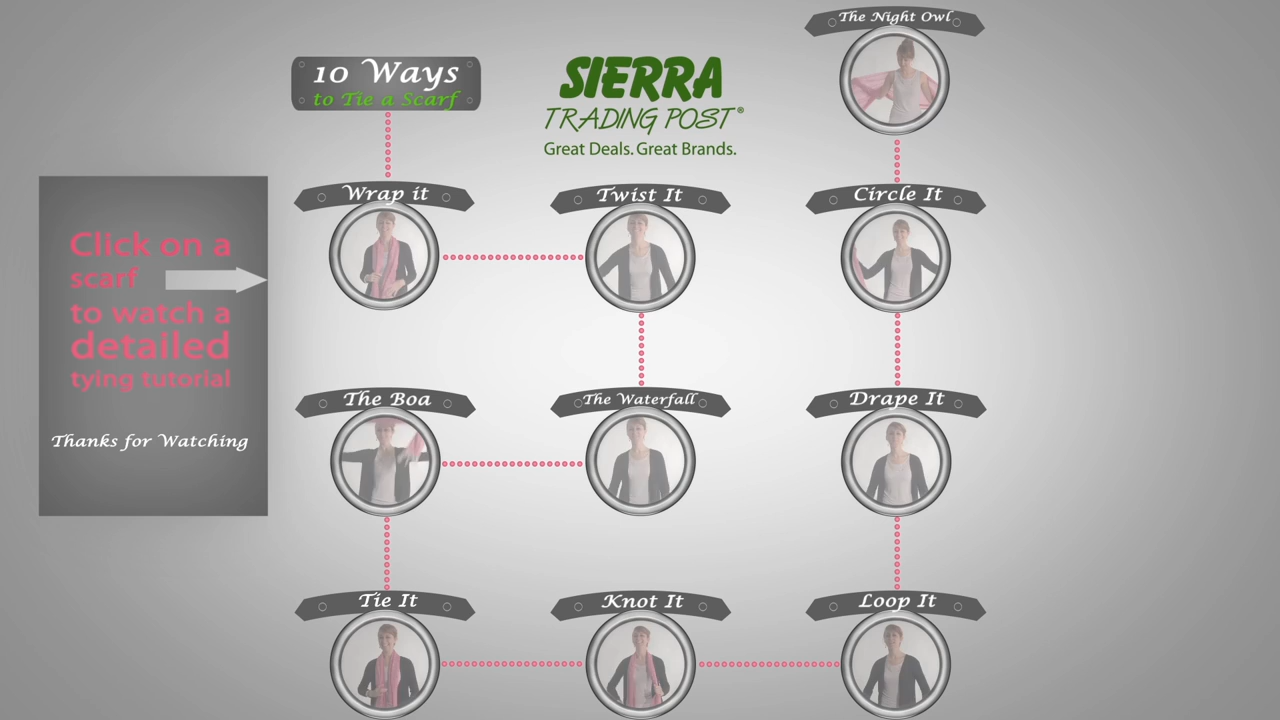 The Night Owl
10 Ways
to Tie a Scarf
SIERRA
TRADING POST®
Great Deals. Great Brands.
Wrap it
Twist It
Circle It
Click on a
scarf
to watch a
detailed
tying tutorial
Thanks for Watching
The Boa
The Waterfall
Drape It
Tie It
Knot It
Loop It